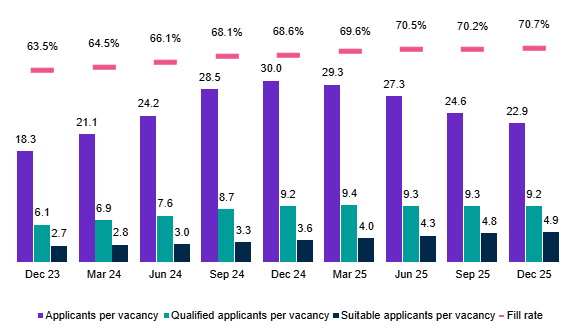 63.5% 64.5% 66.1% 68.1% 68.6% 69.6% 70.5% 70.2% 70.7%
18.3 21.1 24.2 28.5 30.0 29.3 27.3 24.6 22.9
6.1 6.9 7.6 8.7 9.2 9.4 9.3 9.3 9.2
2.7 2.8 3.0 3.3 3.6 4.0 4.3 4.8 4.9
Dec 23 Mar 24 Jun 24 Sep 24 Dec 24 Mar 25 Jun 25 Sep 25 Dec 25
Applicants per vacancy Qualified applicants per vacancy Suitable applicants per vacancy Fill rate